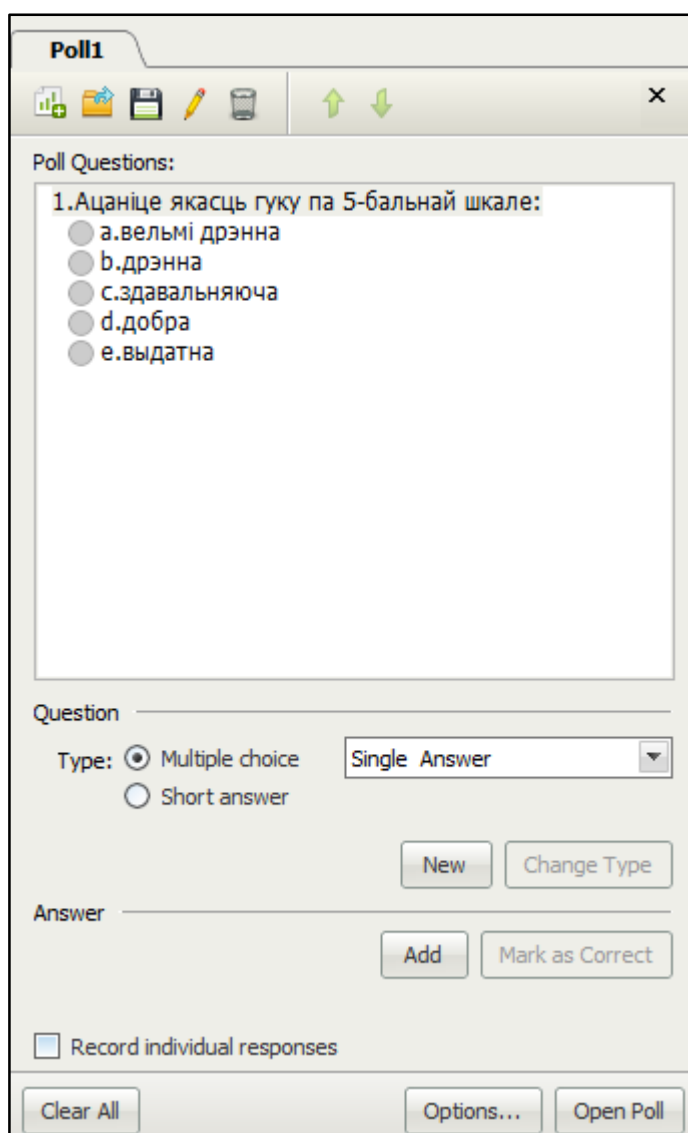 Poll1
Poll Questions:
1.Ацаніце якасць гуку па 5-бальнай шкале:
a.вельмі дрэнна
b.дрэнна
c.здавальняюча
d.добра
e.выдатна
Question
Type: Multiple choice Single Answer
Short answer
New Change Type
Answer
Add Mark as Correct
Record individual responses
Clear All Options... Open Poll